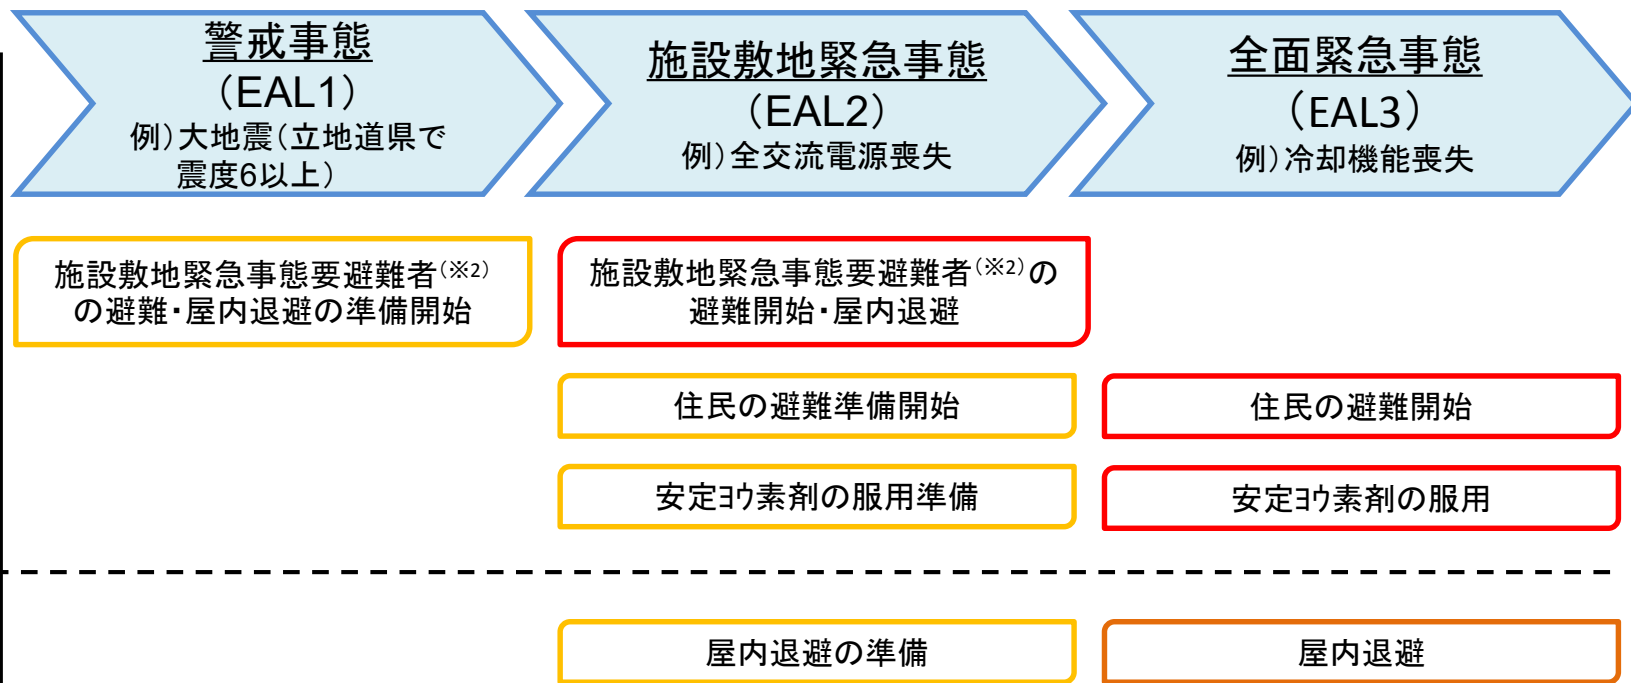 警戒事態
（EAL1）
例）大地震（立地道県で
震度6以上）
施設敷地緊急事態
（EAL2）
例）全交流電源喪失
全面緊急事態
（EAL3）
例）冷却機能喪失
施設敷地緊急事態要避難者（※2）
の避難・屋内退避の準備開始
施設敷地緊急事態要避難者（※2）の
避難開始・屋内退避
住民の避難準備開始
住民の避難開始
安定ﾖｳ素剤の服用準備
安定ﾖｳ素剤の服用
屋内退避の準備
屋内退避